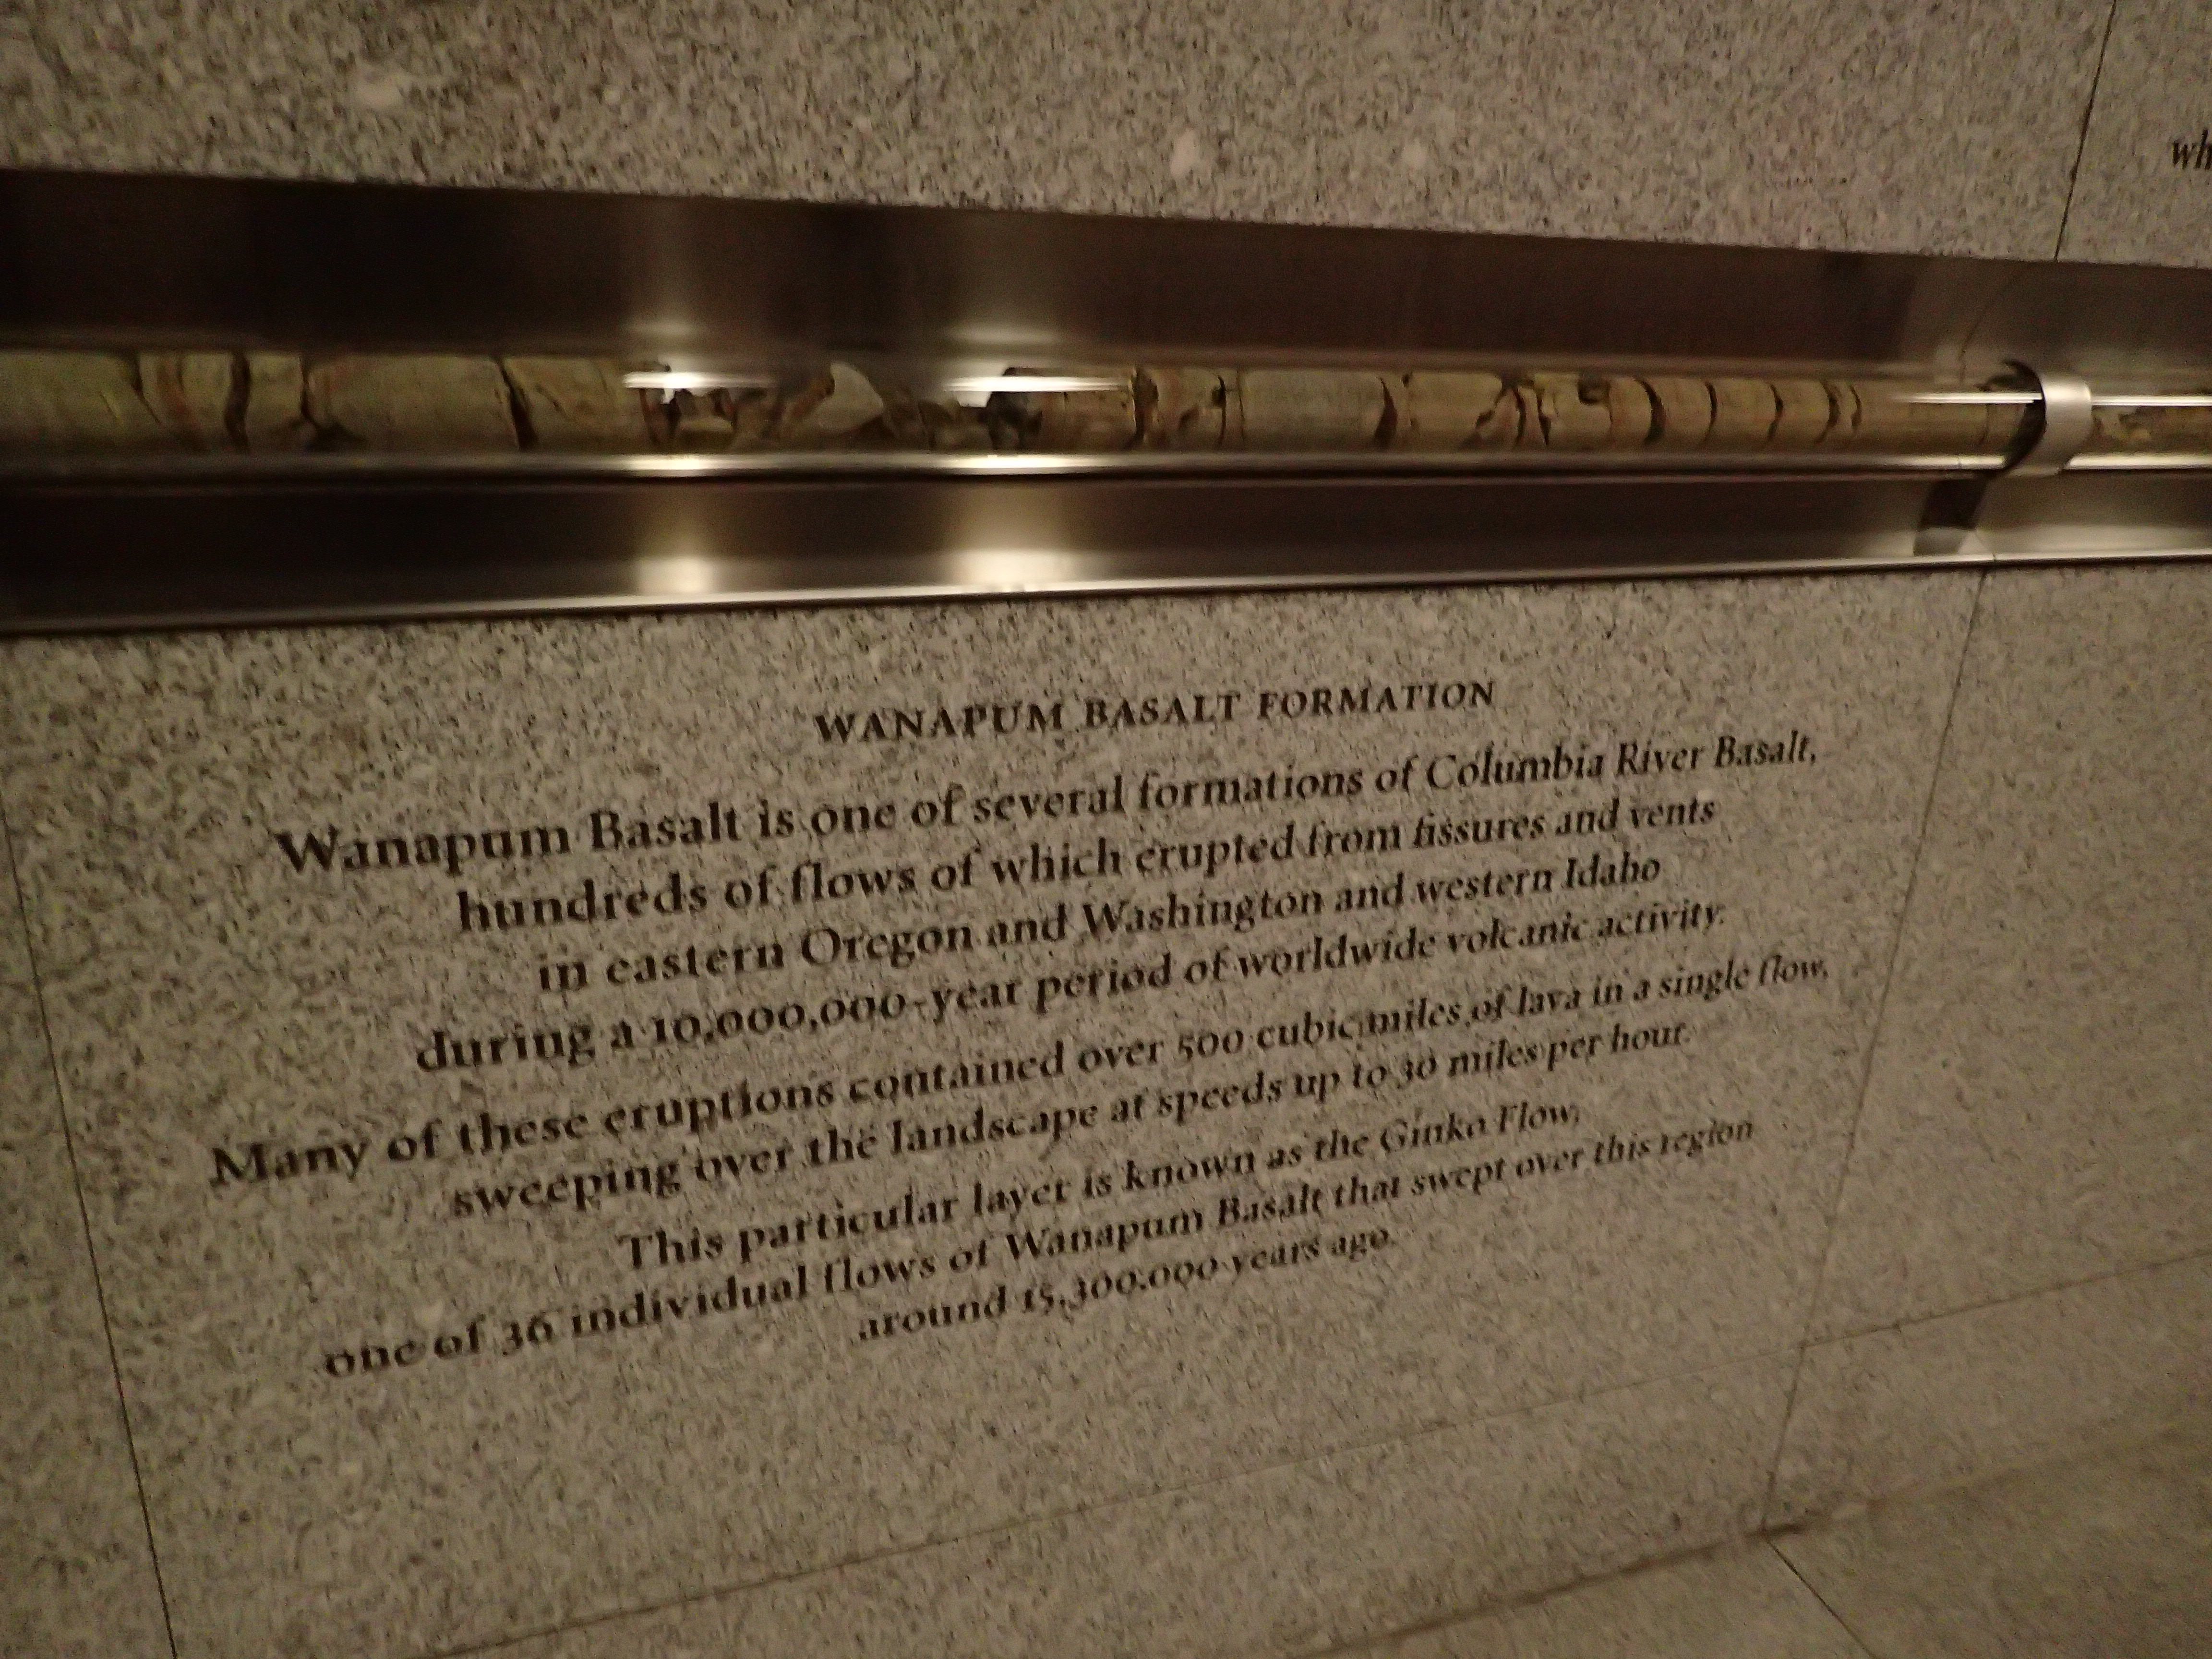 wh
WANAPUM BASALT FORMATION
Wanapum Basalt is one of several formations of Columbia River Basalt,
hundreds of flows of which erupted from fissures and vents
in eastern Oregon and Washington and western Idaho
during a 10,000,000-year period of worldwide volcanic activity.
Many of these eruptions contained over 500 cubic miles of lava in a single flow,
sweeping over the landscape at speeds up to 30 miles per hour.
This particular layer is known as the Ginko Flow,
one of 36 individual flows of Wanapum Basalt that swept over this region
around 15,300,000 years ago.